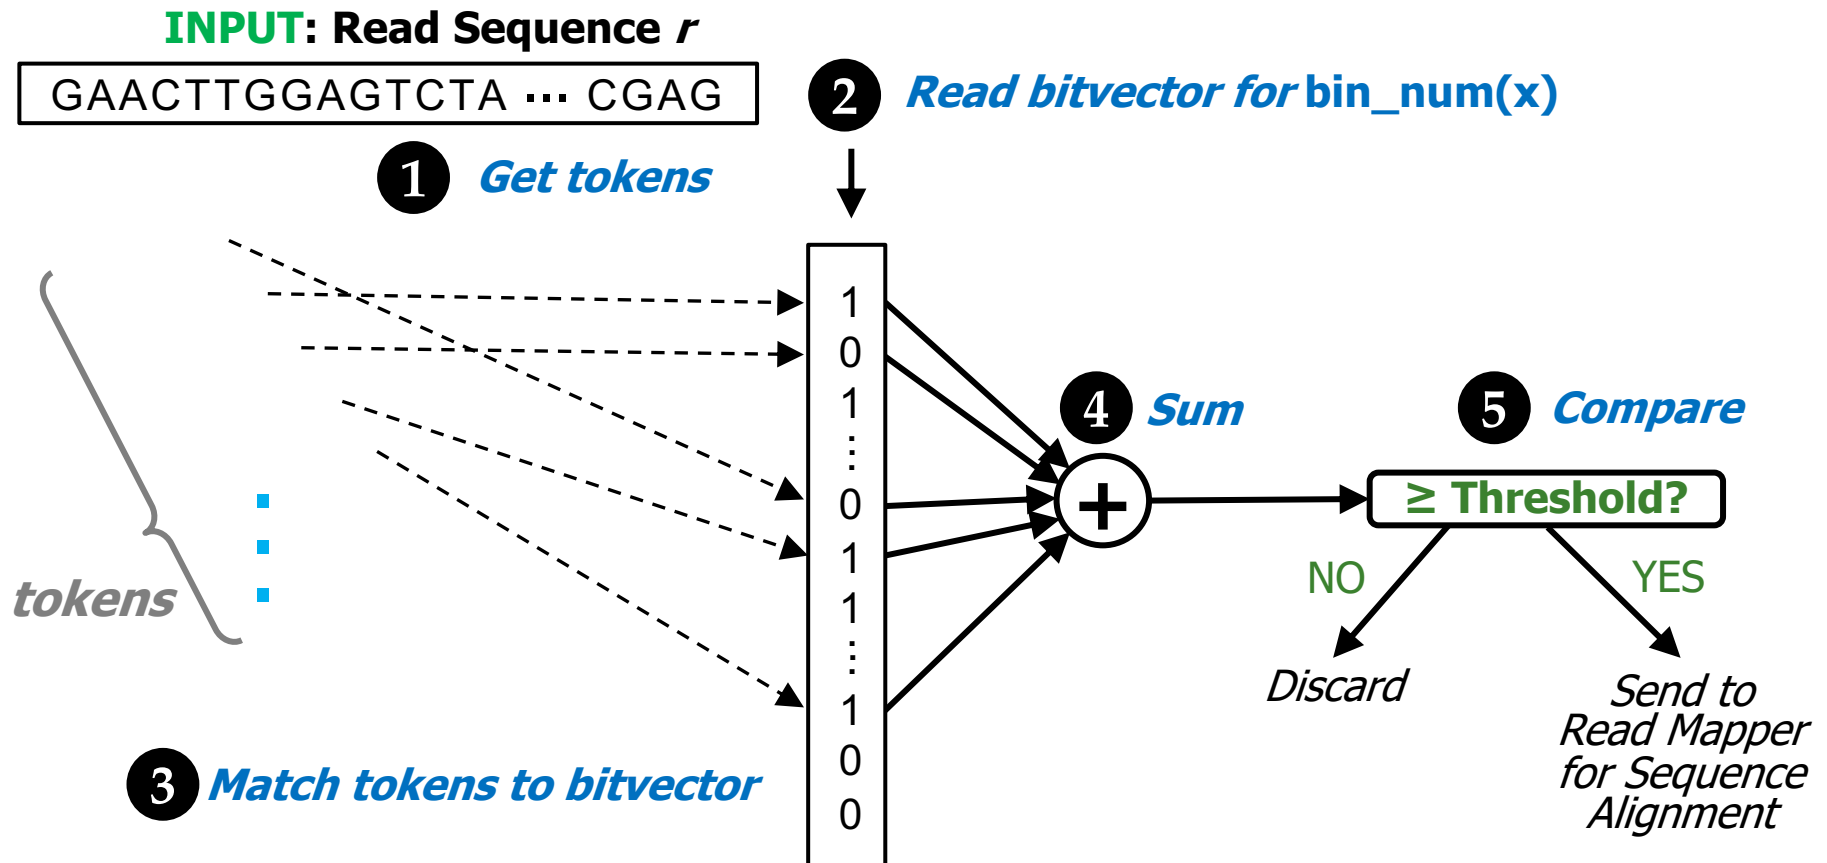 INPUT: Read Sequence r
GAACTTGGAGTCTA ··· CGAG
2 Read bitvector for bin_num(x)
1 Get tokens
1
0
1
⋮
0
1
1
⋮
1
0
0
tokens
3 Match tokens to bitvector
4 Sum
+
5 Compare
≥ Threshold?
NO
YES
Discard
Send to
Read Mapper
for Sequence
Alignment